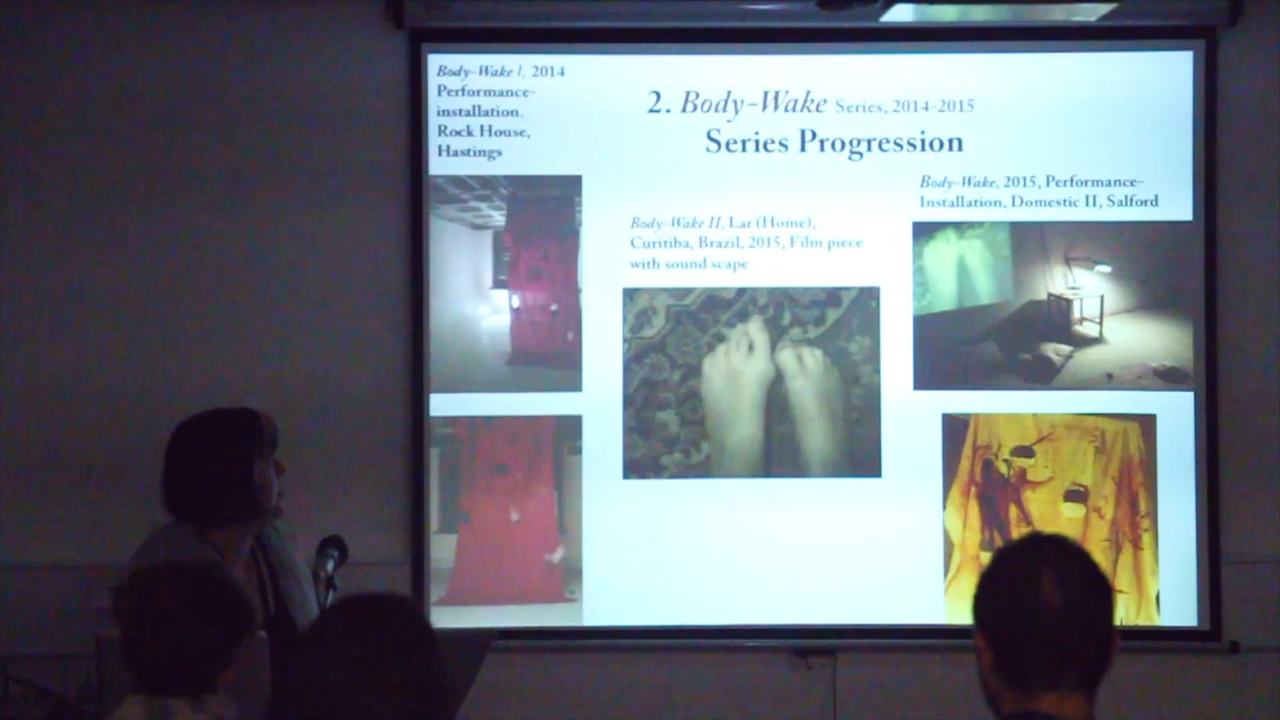 Body-Wake I, 2014
Performance-
installation,
Rock House,
Hastings
2. Body-Wake Series, 2014-2015
Series Progression
Body-Wake II, Lar (Home),
Curitiba, Brazil, 2015, Film piece
with sound scape
Body-Wake, 2015, Performance-
Installation, Domestic II, Salford